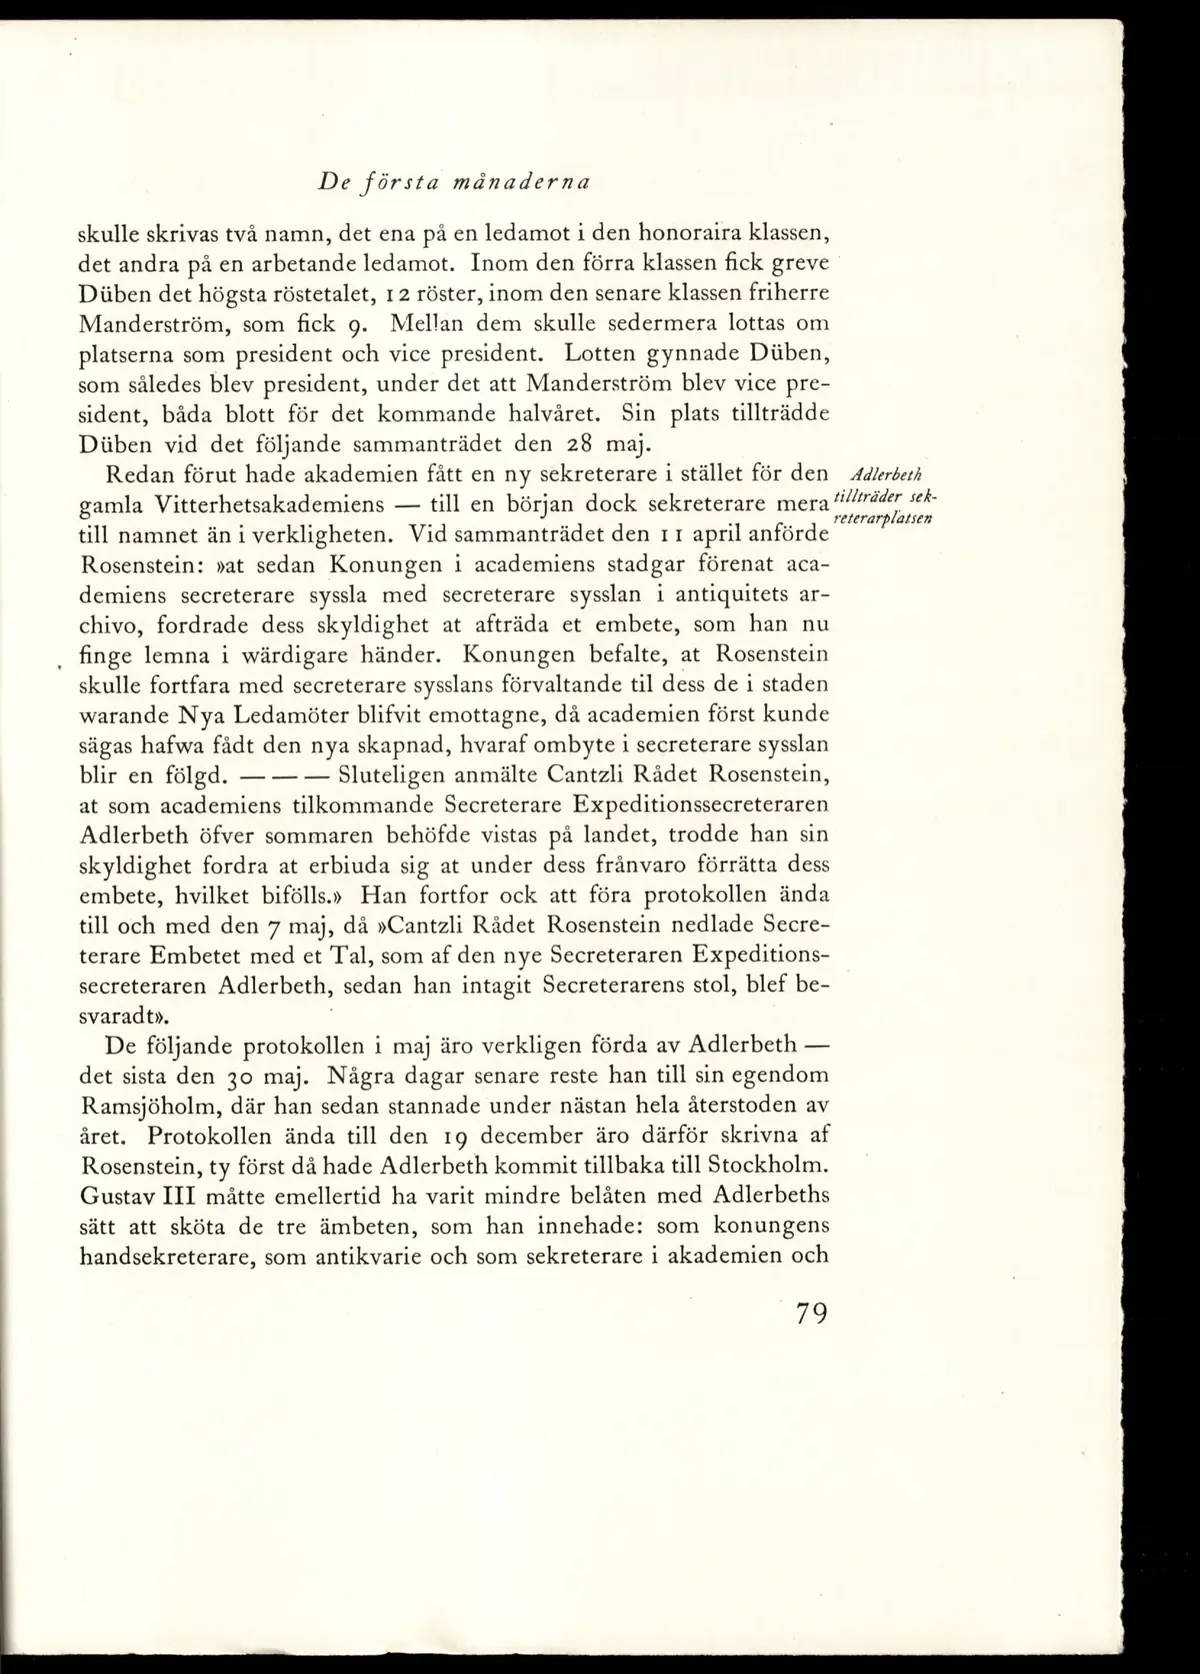 De första månaderna
skulle skrivas två namn, det ena på en ledamot i den honoraira klassen,
det andra på en arbetande ledamot. Inom den förra klassen fick greve
Düben det högsta röstetalet, 12 röster, inom den senare klassen friherre
Manderström, som fick 9. Mellan dem skulle sedermera lottas om
platserna som president och vice president. Lotten gynnade Düben,
som således blev president, under det att Manderström blev vice pre-
sident, båda blott för det kommande halvåret. Sin plats tillträdde
Düben vid det följande sammanträdet den 28 maj.
Redan förut hade akademien fått en ny sekreterare i stället för den
gamla Vitterhetsakademiens — till en början dock sekreterare mera
till namnet än i verkligheten. Vid sammanträdet den 11 april anförde
Adlerbeth
tillträder sek-
reterarplatsen
Rosenstein: »at sedan Konungen i academiens stadgar förenat aca-
demiens secreterare syssla med secreterare sysslan i antiquitets ar-
chivo, fordrade dess skyldighet at afträda et embete, som han nu
finge lemna i wärdigare händer. Konungen befalte, at Rosenstein
skulle fortfara med secreterare sysslans förvaltande til dess de i staden
warande Nya Ledamöter blifvit emottagne, då academien först kunde
sägas hafwa fådt den nya skapnad, hvaraf ombyte i secreterare sysslan
blir en fölgd. — — — Sluteligen anmälte Cantzli Rådet Rosenstein,
at som academiens tilkommande Secreterare Expeditionssecreteraren
Adlerbeth öfver sommaren behöfde vistas på landet, trodde han sin
skyldighet fordra at erbiuda sig at under dess frånvaro förrätta dess
embete, hvilket bifölls.» Han fortfor ock att föra protokollen ända
till och med den 7 maj, då »Cantzli Rådet Rosenstein nedlade Secre-
terare Embetet med et Tal, som af den nye Secreteraren Expeditions-
secreteraren Adlerbeth, sedan han intagit Secreterarens stol, blef be-
svaradt».
De följande protokollen i maj äro verkligen förda av Adlerbeth —
det sista den 30 maj. Några dagar senare reste han till sin egendom
Ramsjöholm, där han sedan stannade under nästan hela återstoden av
året. Protokollen ända till den 19 december äro därför skrivna af
Rosenstein, ty först då hade Adlerbeth kommit tillbaka till Stockholm.
Gustav III måtte emellertid ha varit mindre belåten med Adlerbeths
sätt att sköta de tre ämbeten, som han innehade: som konungens
handsekreterare, som antikvarie och som sekreterare i akademien och
79